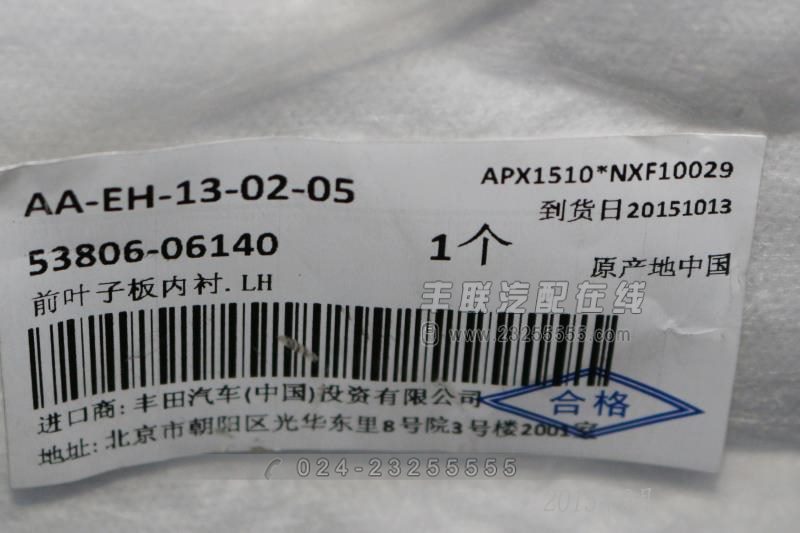 AA-EH-13-02-05
APX1510*NXF10029
到货日20151013
53806-06140
1个
原产地中国
前叶子板内衬.LH
丰联汽配在线
www.23255555.com
进口商:丰田汽车(中国)投资有限公司
合格
地址:北京市朝阳区光华东里8号院3号楼2001室
024-23255555